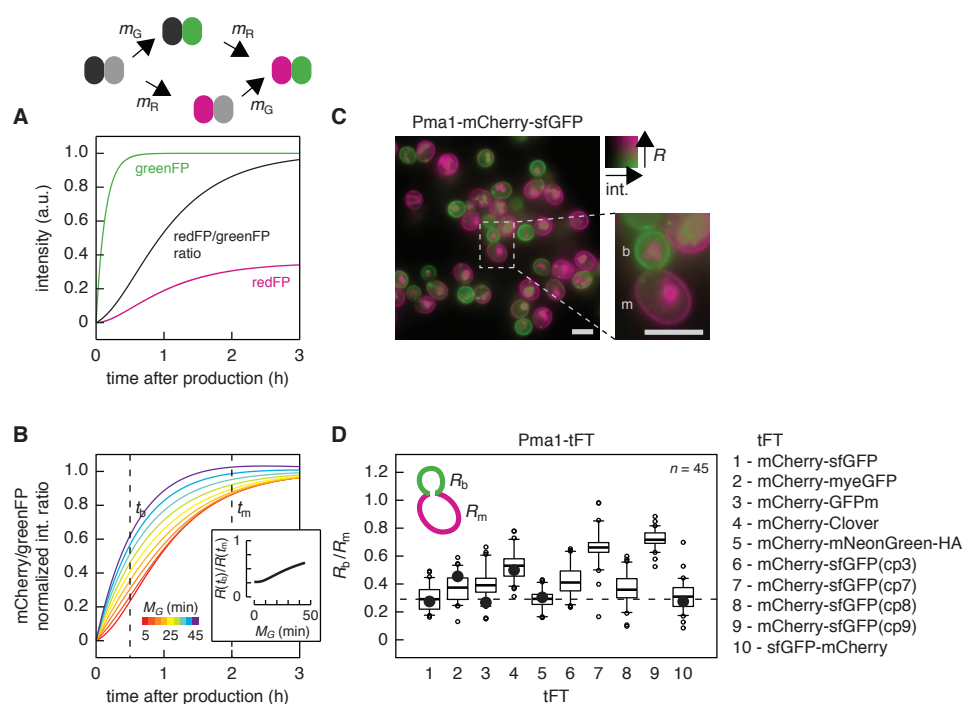 mG
mR
mR
mG
A
1.0
0.8
0.6
0.4
0.2
0
intensity (a.u.)
greenFP
redFP/greenFP
ratio
redFP
0 1 2 3
time after production (h)
C
Pma1-mCherry-sfGFP
R
int.
b
m
B
1.0
0.8
0.6
0.4
0.2
0
mCherry/greenFP
normalized int. ratio
tb
tm
MG (min)
5 25 45
1
0
R(tb)/R(tm)
0 50
MG (min)
0 1 2 3
time after production (h)
D
Pma1-tFT
n = 45
1.2
1.0
0.8
0.6
0.4
0.2
0
Rb/Rm
Rb
Rm
1 2 3 4 5 6 7 8 9 10
tFT
tFT
1 - mCherry-sfGFP
2 - mCherry-myeGFP
3 - mCherry-GFPm
4 - mCherry-Clover
5 - mCherry-mNeonGreen-HA
6 - mCherry-sfGFP(cp3)
7 - mCherry-sfGFP(cp7)
8 - mCherry-sfGFP(cp8)
9 - mCherry-sfGFP(cp9)
10 - sfGFP-mCherry